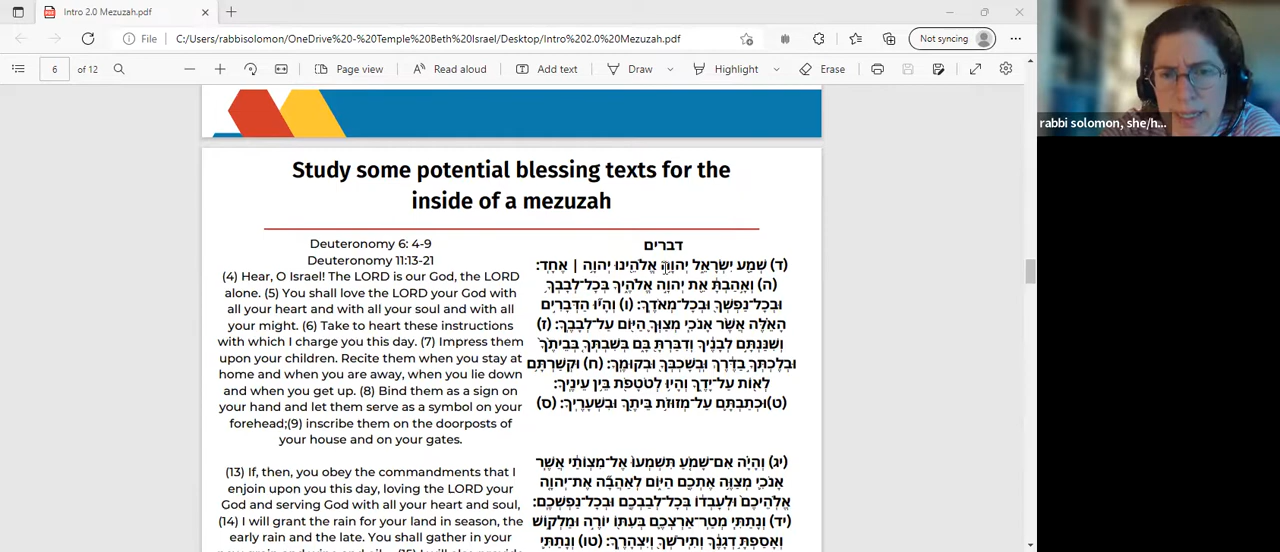 Intro 2.0 Mezuzah.pdf
File
C:/Users/rabbisolomon/OneDrive%20-%20Temple%20Beth%20Israel/Desktop/Intro%202.0%20Mezuzah.pdf
Not syncing
6 of 12
Page view
Read aloud
Add text
Draw
Highlight
Erase
rabbi solomon, she/h...
Study some potential blessing texts for the
inside of a mezuzah
Deuteronomy 6: 4-9
Deuteronomy 11:13-21
(4) Hear, O Israel! The LORD is our God, the LORD
alone. (5) You shall love the LORD your God with
all your heart and with all your soul and with all
your might. (6) Take to heart these instructions
with which I charge you this day. (7) Impress them
upon your children. Recite them when you stay at
home and when you are away, when you lie down
and when you get up. (8) Bind them as a sign on
your hand and let them serve as a symbol on your
forehead;(9) inscribe them on the doorposts of
your house and on your gates.
(13) If, then, you obey the commandments that I
enjoin upon you this day, loving the LORD your
God and serving God with all your heart and soul,
(14) I will grant the rain for your land in season, the
early rain and the late. You shall gather in your
דברים
(ד) שְׁמַ֖ע יִשְׂרָאֵ֑ל יְהוָ֥ה אֱלֹהֵ֖ינוּ יְהוָ֥ה ׀ אֶחָֽד׃
(ה) וְאָ֣הַבְתָּ֔ אֵ֖ת יְהוָ֣ה אֱלֹהֶ֑יךָ בְּכָל־לְבָבְךָ֥
וּבְכָל־נַפְשְׁךָ֖ וּבְכָל־מְאֹדֶֽךָ׃ (ו) וְהָי֞וּ הַדְּבָרִ֣ים
הָאֵ֗לֶּה אֲשֶׁ֨ר אָנֹכִ֧י מְצַוְּךָ֛ הַיּ֖וֹם עַל־לְבָבֶֽךָ׃ (ז)
וְשִׁנַּנְתָּ֣ם לְבָנֶ֔יךָ וְדִבַּרְתָּ֖ בָּ֑ם בְּשִׁבְתְּךָ֤ בְּבֵיתֶ֙ךָ֙
וּבְלֶכְתְּךָ֣ בַדֶּ֔רֶךְ וּֽבְשָׁכְבְּךָ֖ וּבְקוּמֶֽךָ׃ (ח) וּקְשַׁרְתָּ֥ם
לְא֖וֹת עַל־יָדֶ֑ךָ וְהָי֥וּ לְטֹטָפֹ֖ת בֵּ֥ין עֵינֶֽיךָ׃
(ט)וּכְתַבְתָּ֛ם עַל־מְזוּזֹ֥ת בֵּיתֶ֖ךָ וּבִשְׁעָרֶֽיךָ׃ (ס)
(יג) וְהָיָ֗ה אִם־שָׁמֹ֤עַ תִּשְׁמְעוּ֙ אֶל־מִצְוֺתַ֔י אֲשֶׁ֧ר
אָנֹכִ֛י מְצַוֶּ֥ה אֶתְכֶ֖ם הַיּ֑וֹם לְאַהֲבָ֞ה אֶת־יְהוָ֤ה
אֱלֹֽהֵיכֶם֙ וּלְעָבְד֔וֹ בְּכָל־לְבַבְכֶ֖ם וּבְכָל־נַפְשְׁכֶֽם׃
(יד) וְנָתַתִּ֧י מְטַֽר־אַרְצְכֶ֛ם בְּעִתּ֖וֹ יוֹרֶ֣ה וּמַלְק֑וֹשׁ
וְאָסַפְתָּ֣ דְגָנֶ֔ךָ וְתִֽירֹשְׁךָ֖ וְיִצְהָרֶֽךָ׃ (טו) וְנָתַתִּ֛י